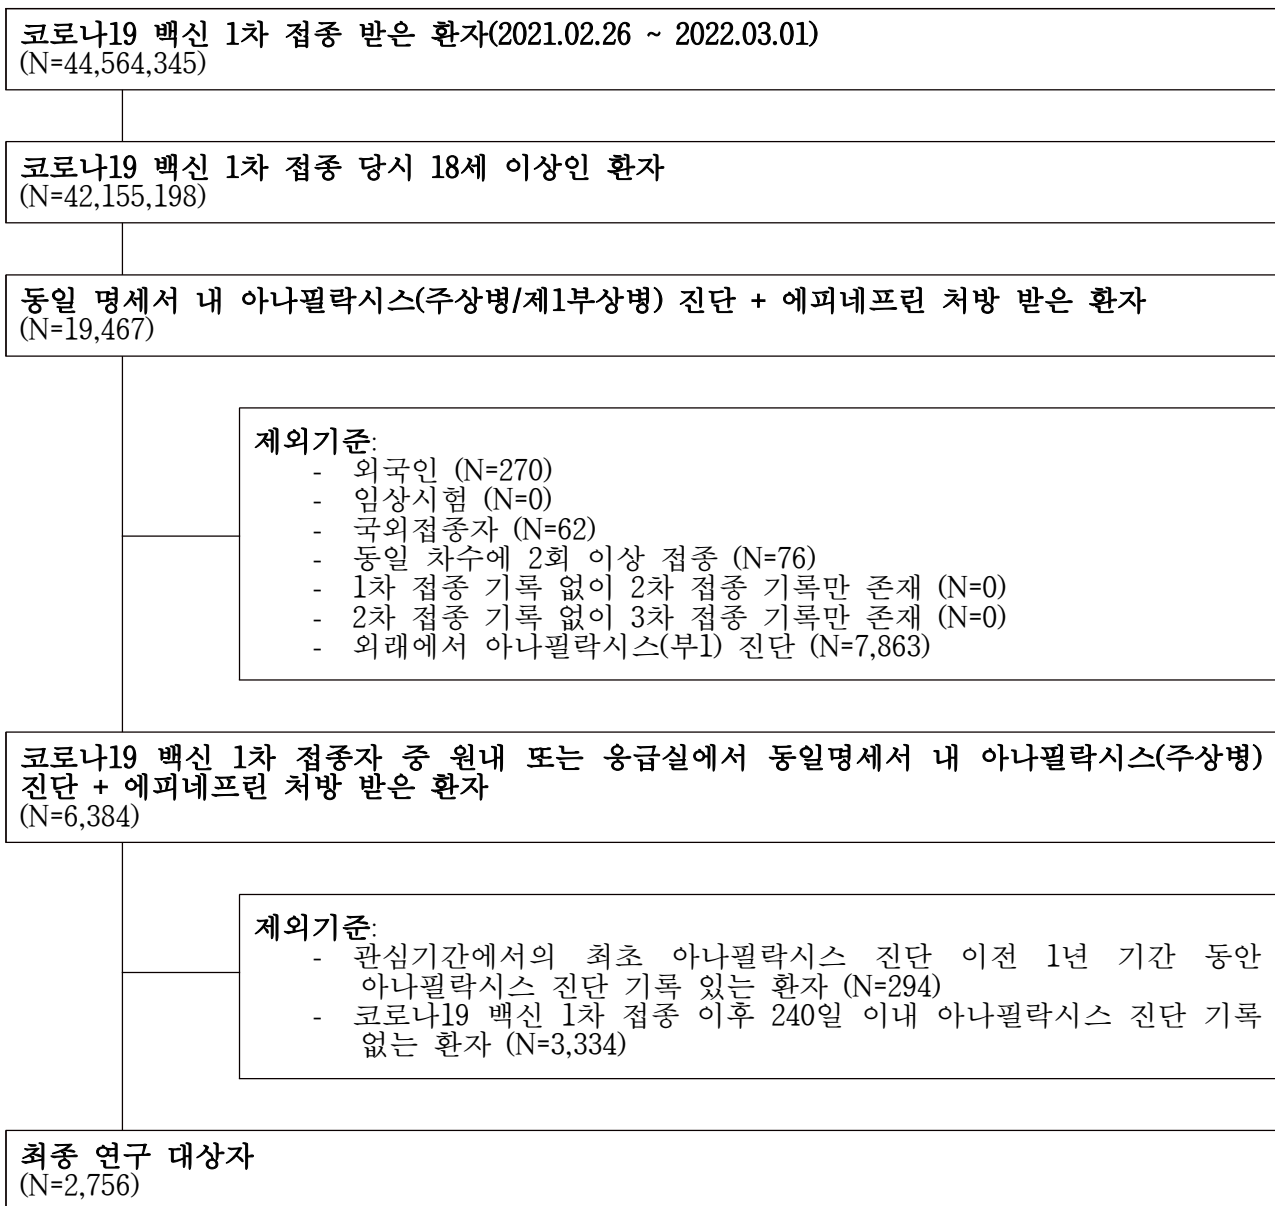 코로나19 백신 1차 접종 받은 환자(2021.02.26 ~ 2022.03.01)
(N=44,564,345)
코로나19 백신 1차 접종 당시 18세 이상인 환자
(N=42,155,198)
동일 명세서 내 아나필락시스(주상병/제1부상병) 진단 + 에피네프린 처방 받은 환자
(N=19,467)
제외기준:
- 외국인 (N=270)
- 임상시험 (N=0)
- 국외접종자 (N=62)
- 동일 차수에 2회 이상 접종 (N=76)
- 1차 접종 기록 없이 2차 접종 기록만 존재 (N=0)
- 2차 접종 기록 없이 3차 접종 기록만 존재 (N=0)
- 외래에서 아나필락시스(부1) 진단 (N=7,863)
코로나19 백신 1차 접종자 중 원내 또는 응급실에서 동일명세서 내 아나필락시스(주상병)
진단 + 에피네프린 처방 받은 환자
(N=6,384)
제외기준:
- 관심기간에서의 최초 아나필락시스 진단 이전 1년 기간 동안
아나필락시스 진단 기록 있는 환자 (N=294)
- 코로나19 백신 1차 접종 이후 240일 이내 아나필락시스 진단 기록
없는 환자 (N=3,334)
최종 연구 대상자
(N=2,756)